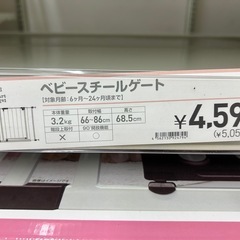 ベビースチールゲート
[対象月齢:6ヶ月〜24ヶ月頃まで]
本体重量 取付幅 高さ
3.2kg 66-86cm 68.5cm
階段上取付 90°開閉機能
× ○
¥4,59
(¥5,05